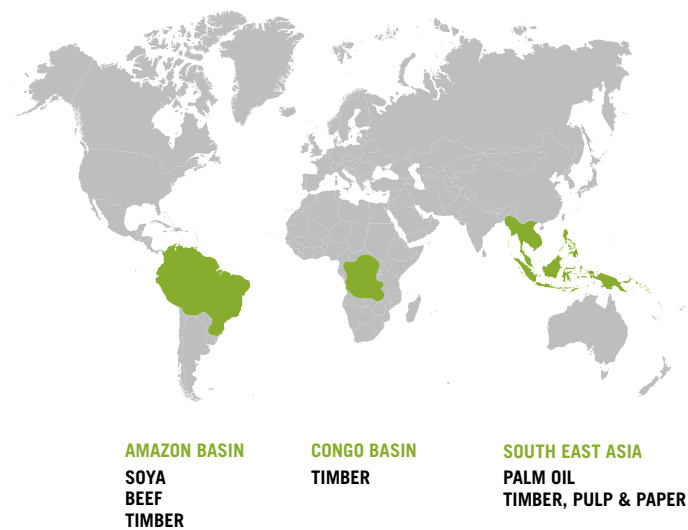 AMAZON BASIN
SOYA
BEEF
TIMBER
CONGO BASIN
TIMBER
SOUTH EAST ASIA
PALM OIL
TIMBER, PULP & PAPER